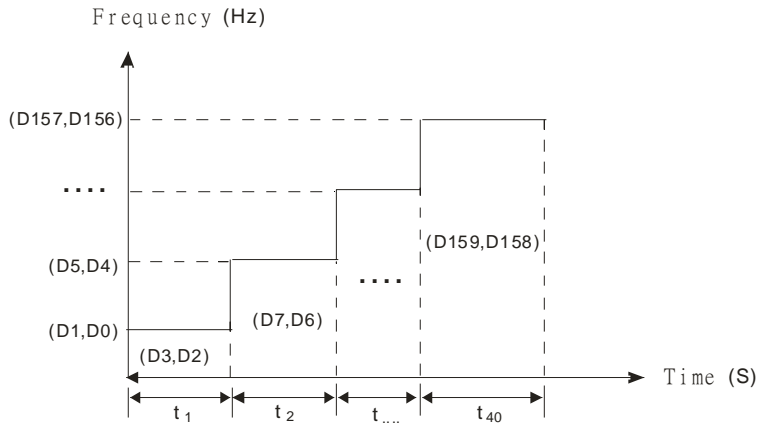 Frequency (Hz)
(D157,D156)
....
(D159,D158)
(D5,D4)
....
(D7,D6)
(D1,D0)
(D3,D2)
Time (S)
t1 t2 t.... t40